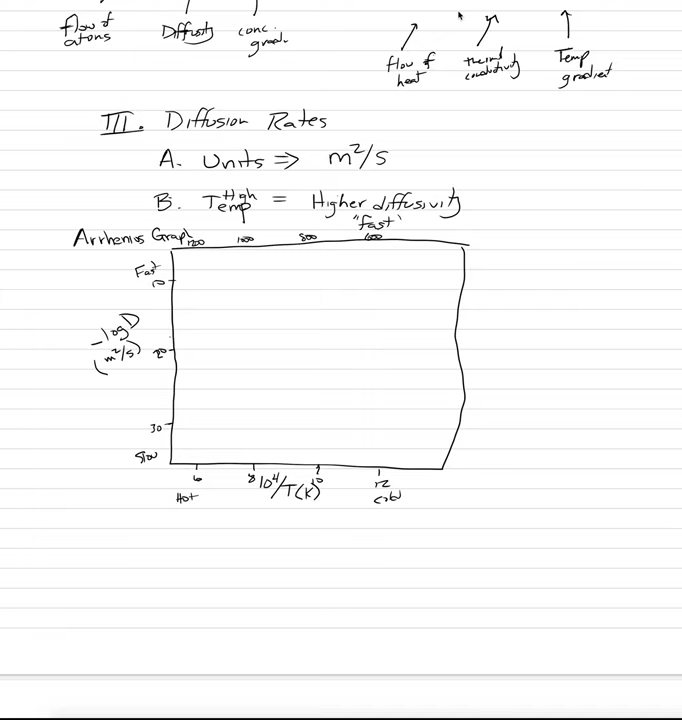 flow of
atoms
Diffusity
conc.
grad.
flow of
heat
thermal
conductivity
Temp
gradient
III. Diffusion Rates
A. Units ⇒ m²/s
B. High Temp = Higher diffusivity
"fast"
Arrhenius Graph
1200 1000 800 600
Fast
10
-log D
(m²/s)
20
30
Slow
6 8 10 12
10⁴/T(K)
Hot
Cold